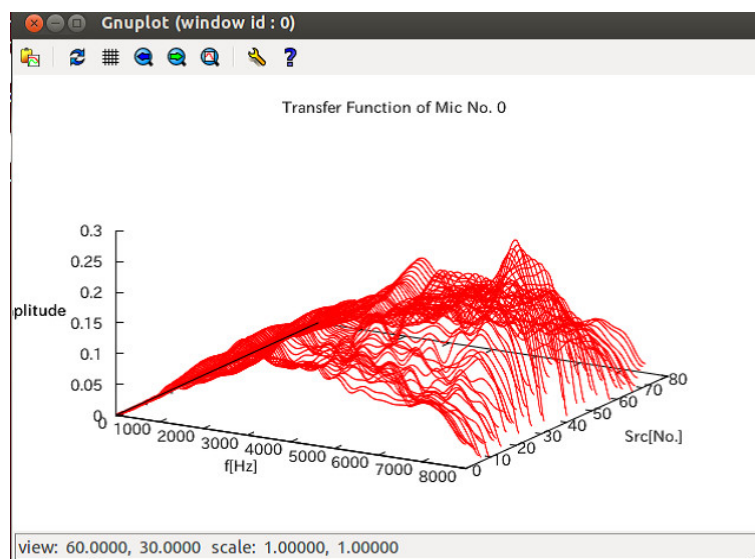 Gnuplot (window id : 0)
Transfer Function of Mic No. 0
0.3
0.25
0.2
plitude 0.15
0.1
0.05
0
0 1000 2000 3000 4000 5000 6000 7000 8000
f[Hz]
0 10 20 30 40 50 60 70 80
Src[No.]
view: 60.0000, 30.0000 scale: 1.00000, 1.00000